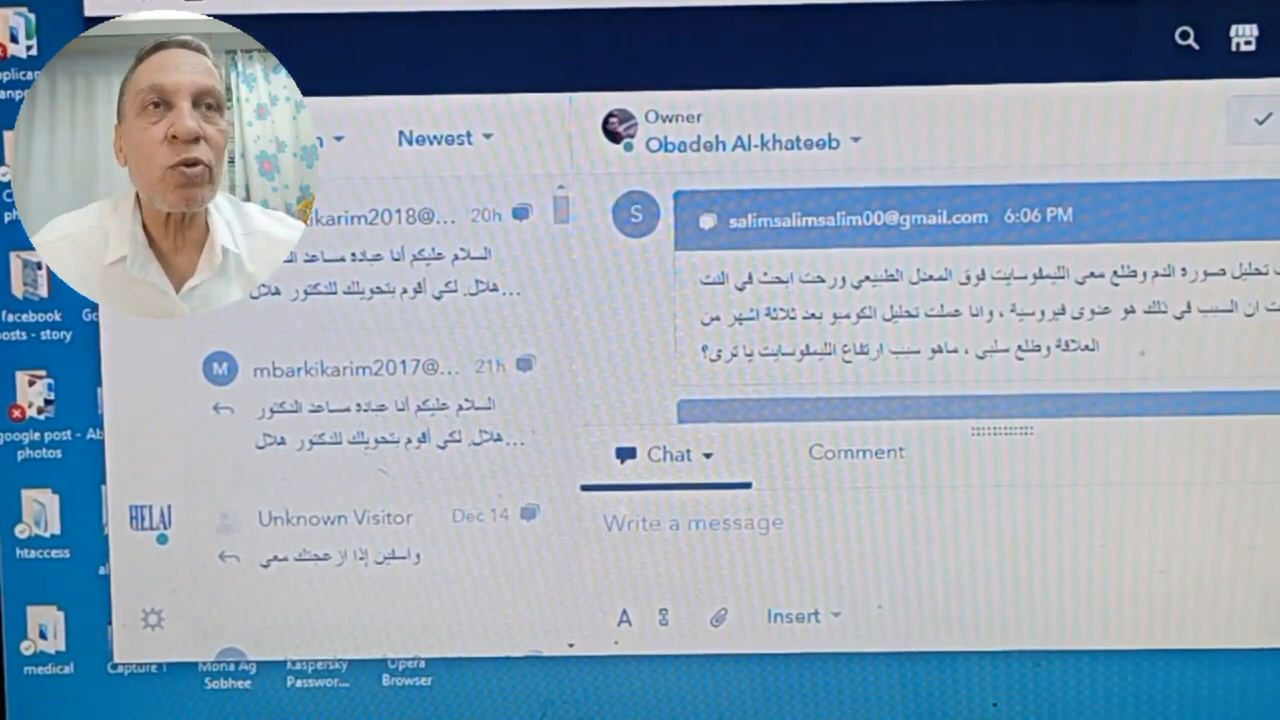 Newest
Owner
Obadeh Al-khateeb
ikarim2018@... 20h
السلام عليكم أنا عباده مساعد
هلال. لكي أقوم بتحويلك للدكتور هلال...
S
salimsalimsalim00@gmail.com 6:06 PM
تحليل صوره الدم وطلع معي الليمفوسايت فوق المعدل الطبيعي ورحت ابحث في النت
ان السبب في ذلك هو عدوى فيروسية ، وانا عملت تحليل الكومبو بعد ثلاثة اشهر من
العلاقة وطلع سلبي ، ماهو سبب ارتفاع الليمفوسايت يا ترى؟
M
mbarkikarim2017@... 21h
السلام عليكم أنا عباده مساعد الدكتور
هلال. لكي أقوم بتحويلك للدكتور هلال...
Chat
Comment
HELAL
Unknown Visitor Dec 14
واسفين إذا ازعجتك معي
Write a message
A
Insert
facebook
posts - story
google post - Ab
photos
htaccess
medical
Capture 1
Mona Ag
Sobhee
Kaspersky
Passwor...
Opera
Browser